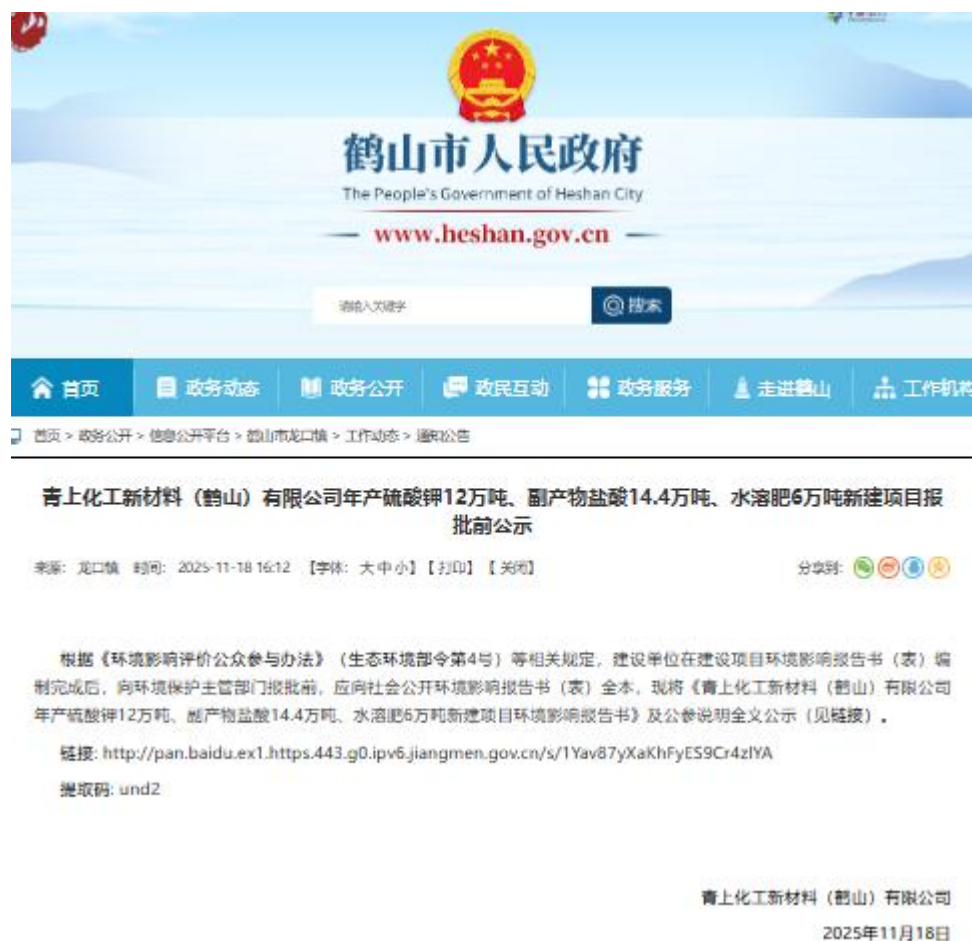 鹤山市人民政府
The People's Government of Heshan City
www.heshan.gov.cn
请输入关键字
搜索
首页
政务动态
政务公开
政民互动
政务服务
走进鹤山
工作机构
首页 > 政务公开 > 信息公开平台 > 鹤山市龙口镇 > 工作动态 > 通知公告
青上化工新材料（鹤山）有限公司年产硫酸钾12万吨、副产物盐酸14.4万吨、水溶肥6万吨新建项目报
批前公示
来源: 龙口镇 时间: 2025-11-18 16:12 【字体: 大 中 小】【打印】【关闭】
分享到:
根据《环境影响评价公众参与办法》（生态环境部令第4号）等相关规定，建设单位在建设项目环境影响报告书（表）编
制完成后，向环境保护主管部门报批前，应向社会公开环境影响报告书（表）全本，现将《青上化工新材料（鹤山）有限公司
年产硫酸钾12万吨、副产物盐酸14.4万吨、水溶肥6万吨新建项目环境影响报告书》及公参说明全文公示（见链接）。
链接: http://pan.baidu.ex1.https.443.g0.ipv6.jiangmen.gov.cn/s/1Yav87yXaKhFyES9Cr4zlYA
提取码: und2
青上化工新材料（鹤山）有限公司
2025年11月18日